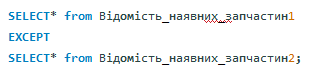 SELECT* from Відомість_наявних_запчастин1
EXCEPT
SELECT* from Відомість_наявних_запчастин2;